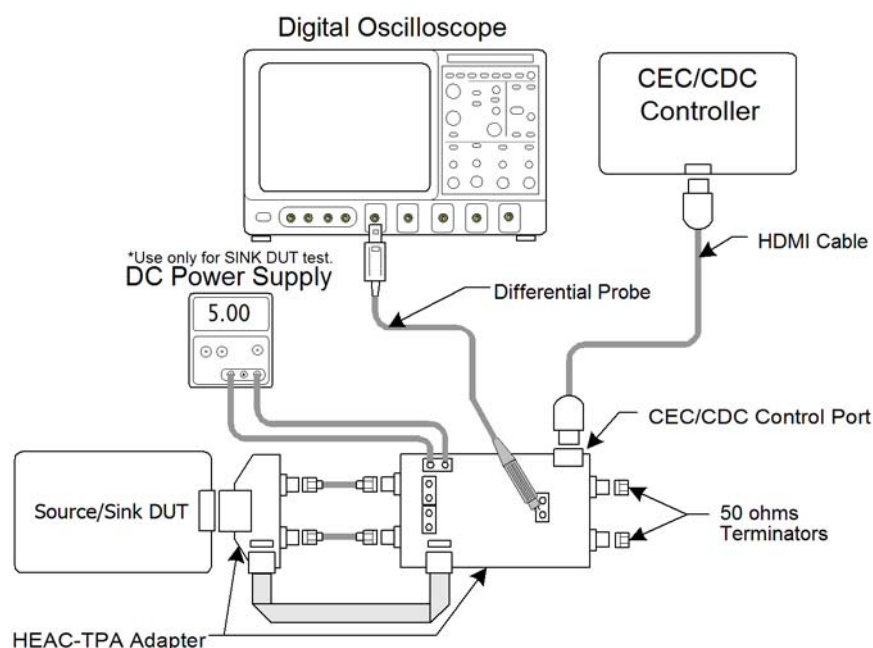 Digital Oscilloscope
CEC/CDC
Controller
*Use only for SINK DUT test.
DC Power Supply
5.00
HDMI Cable
Differential Probe
CEC/CDC Control Port
Source/Sink DUT
50 ohms
Terminators
HEAC-TPA Adapter